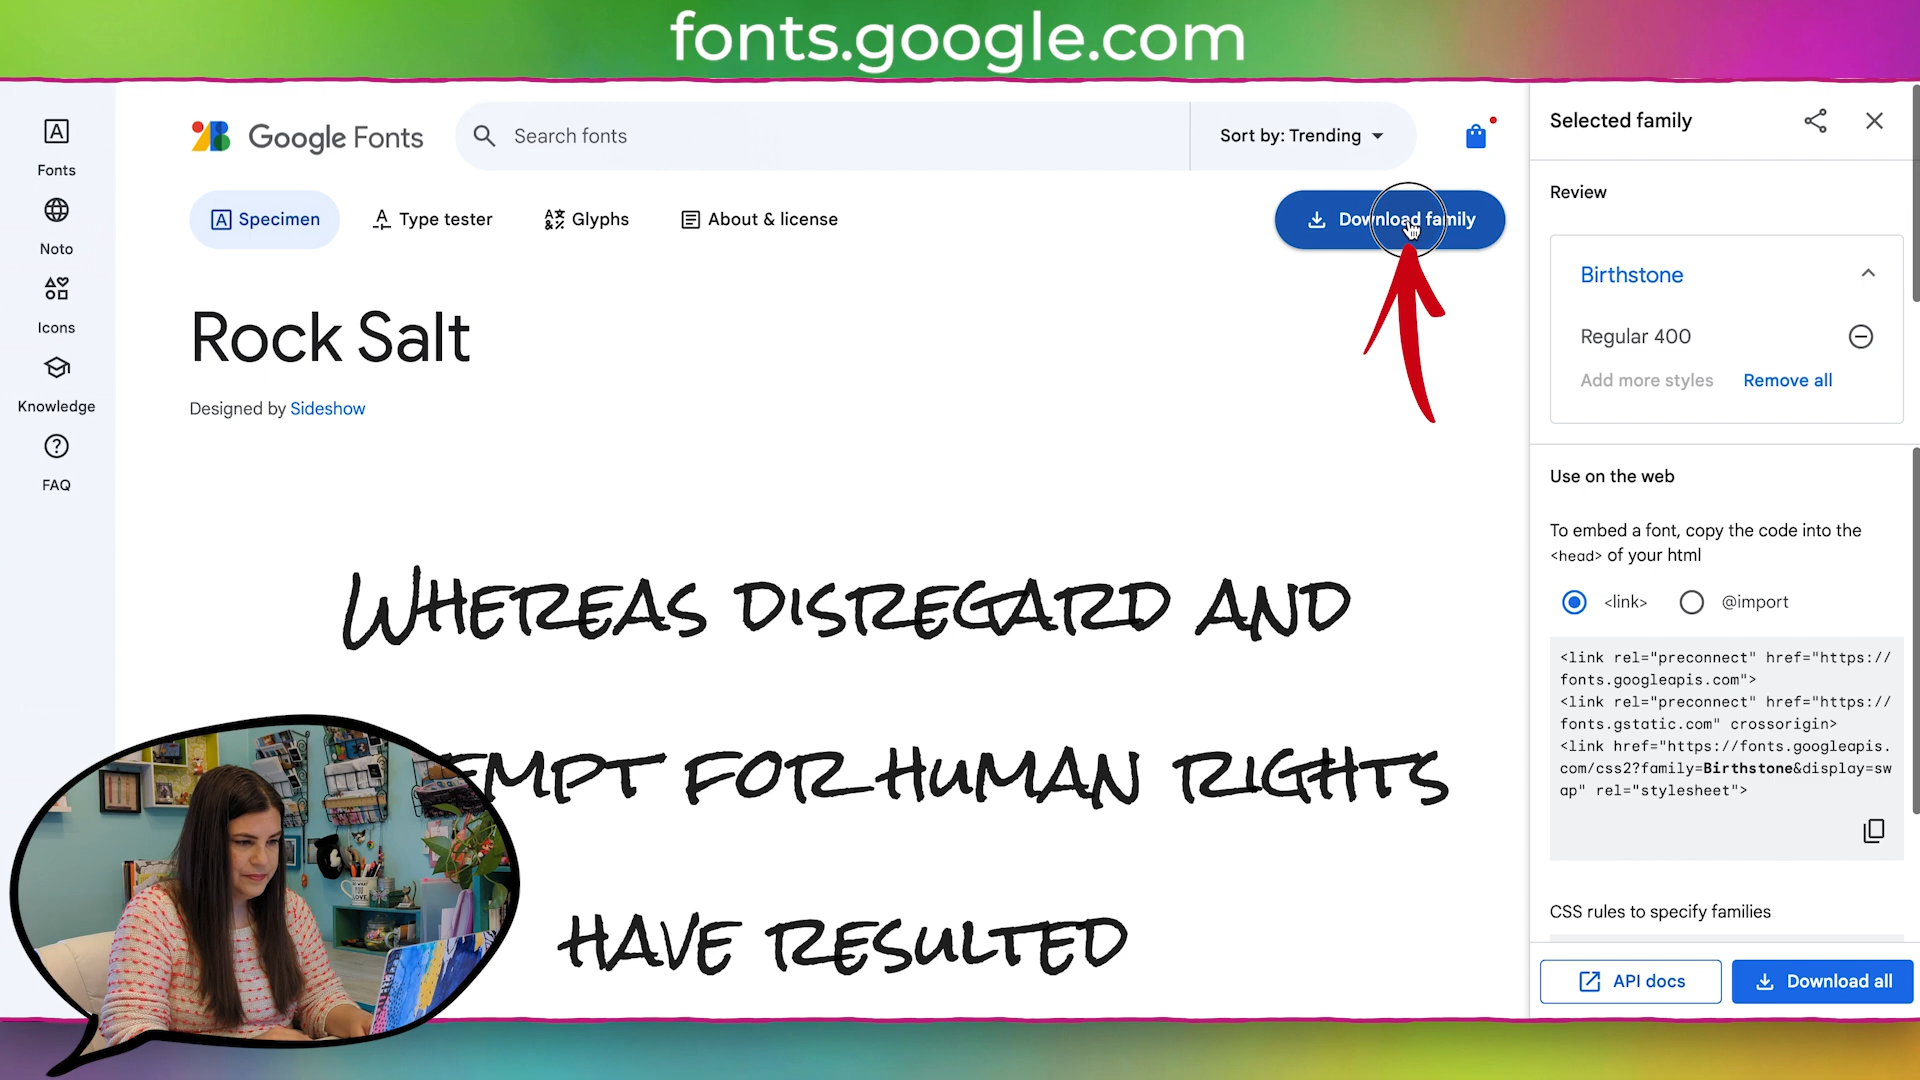 fonts.google.com
Google Fonts
Search fonts
Sort by: Trending
Selected family
Fonts
Noto
Icons
Knowledge
FAQ
Specimen
Type tester
Glyphs
About & license
Download family
Rock Salt
Designed by Sideshow
Whereas disregard and
empt for human rights
have resulted
Review
Birthstone
Regular 400
Add more styles
Remove all
Use on the web
To embed a font, copy the code into the
<head> of your html
<link>
@import
<link rel="preconnect" href="https://
fonts.googleapis.com">
<link rel="preconnect" href="https://
fonts.gstatic.com" crossorigin>
<link href="https://fonts.googleapis.
com/css2?family=Birthstone&display=sw
ap" rel="stylesheet">
CSS rules to specify families
API docs
Download all